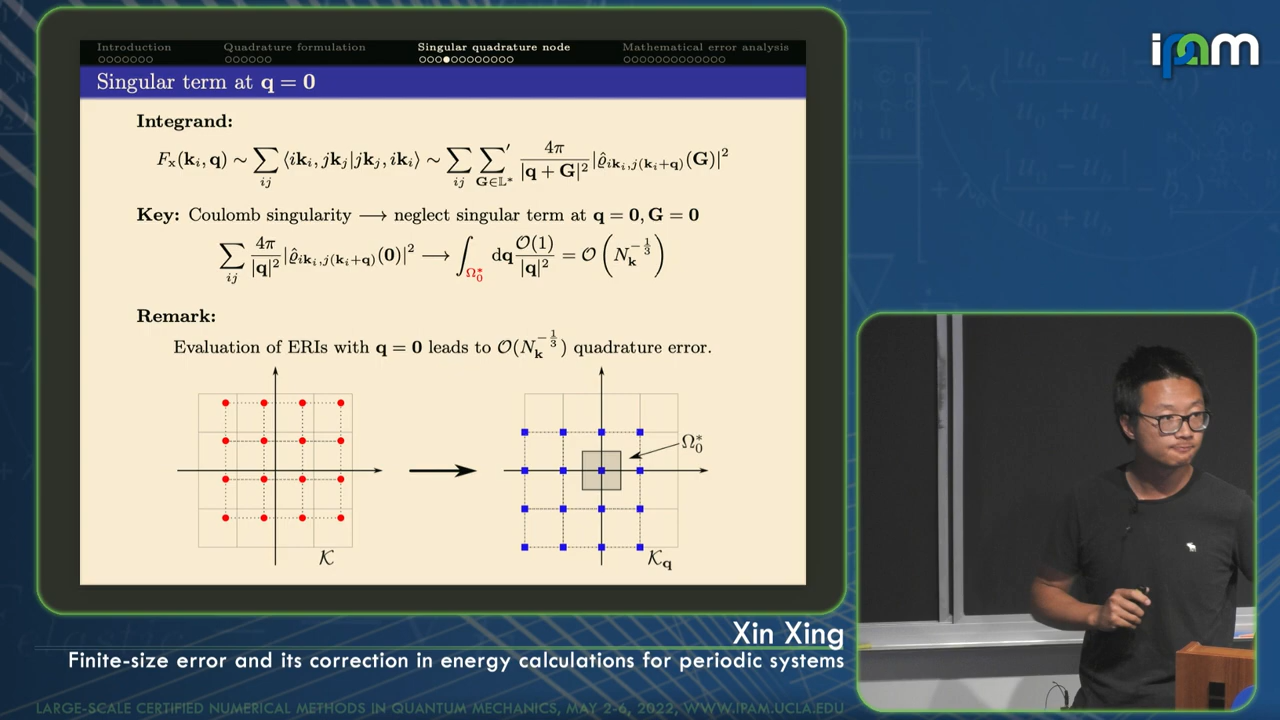 Introduction Quadrature formulation Singular quadrature node Mathematical error analysis
Singular term at q = 0
Integrand:
F_x(k_i, q) ∼ ∑_{ij} ⟨ik_i, jk_j|jk_j, ik_i⟩ ∼ ∑_{ij} ∑′_{G∈𝕃*} 4π/|q + G|² |ϱ̂_{ik_i,j(k_i+q)}(G)|²
Key: Coulomb singularity ⟶ neglect singular term at q = 0, G = 0
∑_{ij} 4π/|q|² |ϱ̂_{ik_i,j(k_i+q)}(0)|² ⟶ ∫_{Ω₀*} dq O(1)/|q|² = O(N_k^{-1/3})
Remark:
Evaluation of ERIs with q = 0 leads to O(N_k^{-1/3}) quadrature error.
Ω₀*
K
K_q
ipam
Xin Xing
Finite-size error and its correction in energy calculations for periodic systems
LARGE-SCALE CERTIFIED NUMERICAL METHODS IN QUANTUM MECHANICS, MAY 2-6, 2022, WWW.IPAM.UCLA.EDU